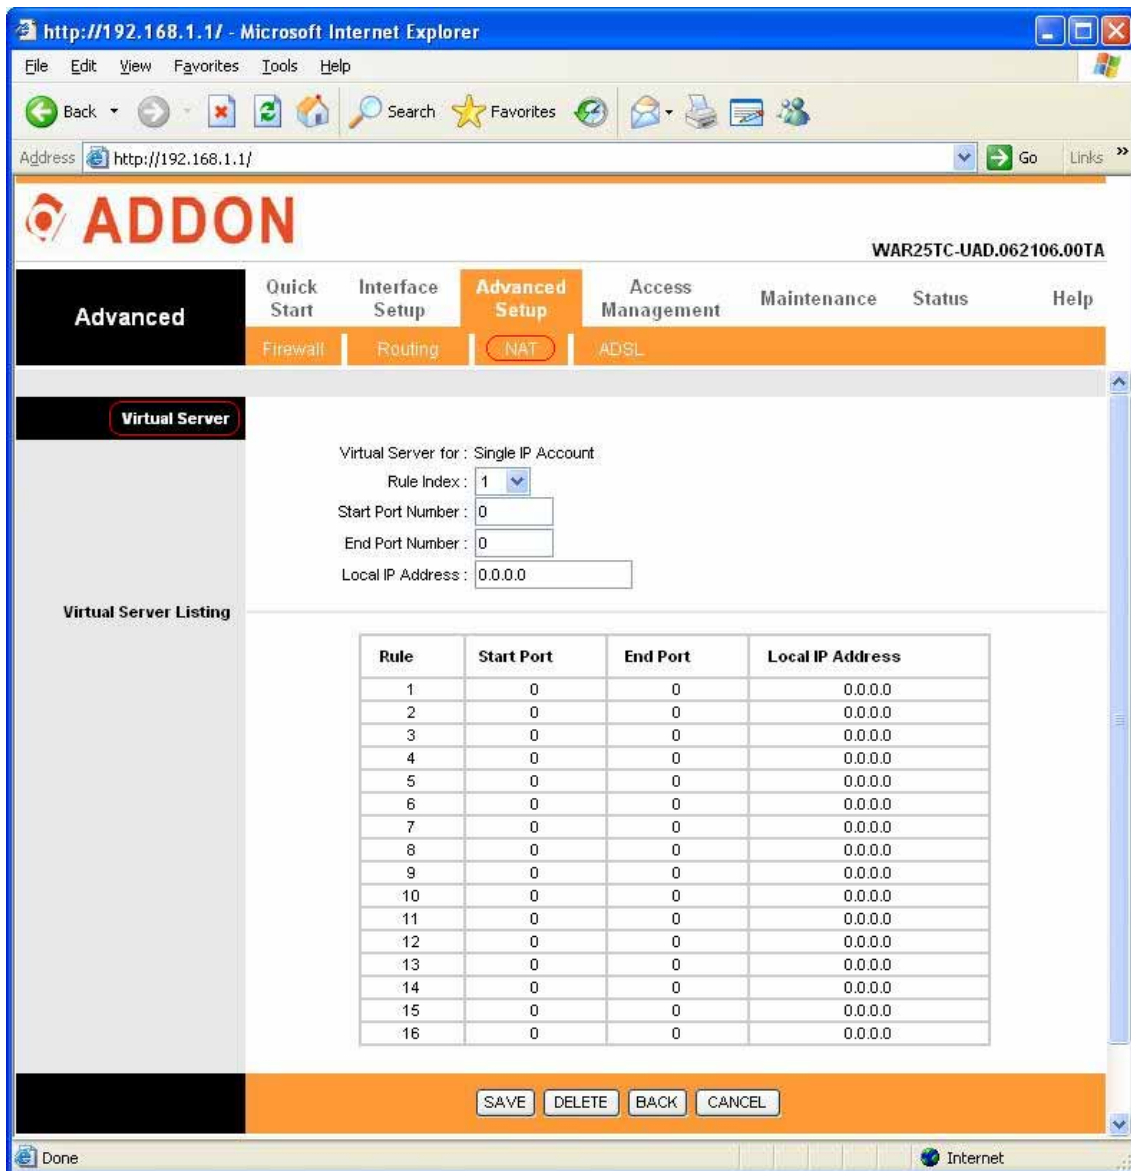 http://192.168.1.1/ - Microsoft Internet Explorer
File Edit View Favorites Tools Help
Back Search Favorites
Address http://192.168.1.1/ Go Links »
ADDON
WAR25TC-UAD.062106.00TA
Advanced
Quick Start Interface Setup Advanced Setup Access Management Maintenance Status Help
Firewall Routing NAT ADSL
Virtual Server
Virtual Server for : Single IP Account
Rule Index : 1
Start Port Number : 0
End Port Number : 0
Local IP Address : 0.0.0.0
Virtual Server Listing
Rule Start Port End Port Local IP Address
1 0 0 0.0.0.0
2 0 0 0.0.0.0
3 0 0 0.0.0.0
4 0 0 0.0.0.0
5 0 0 0.0.0.0
6 0 0 0.0.0.0
7 0 0 0.0.0.0
8 0 0 0.0.0.0
9 0 0 0.0.0.0
10 0 0 0.0.0.0
11 0 0 0.0.0.0
12 0 0 0.0.0.0
13 0 0 0.0.0.0
14 0 0 0.0.0.0
15 0 0 0.0.0.0
16 0 0 0.0.0.0
SAVE DELETE BACK CANCEL
Done Internet